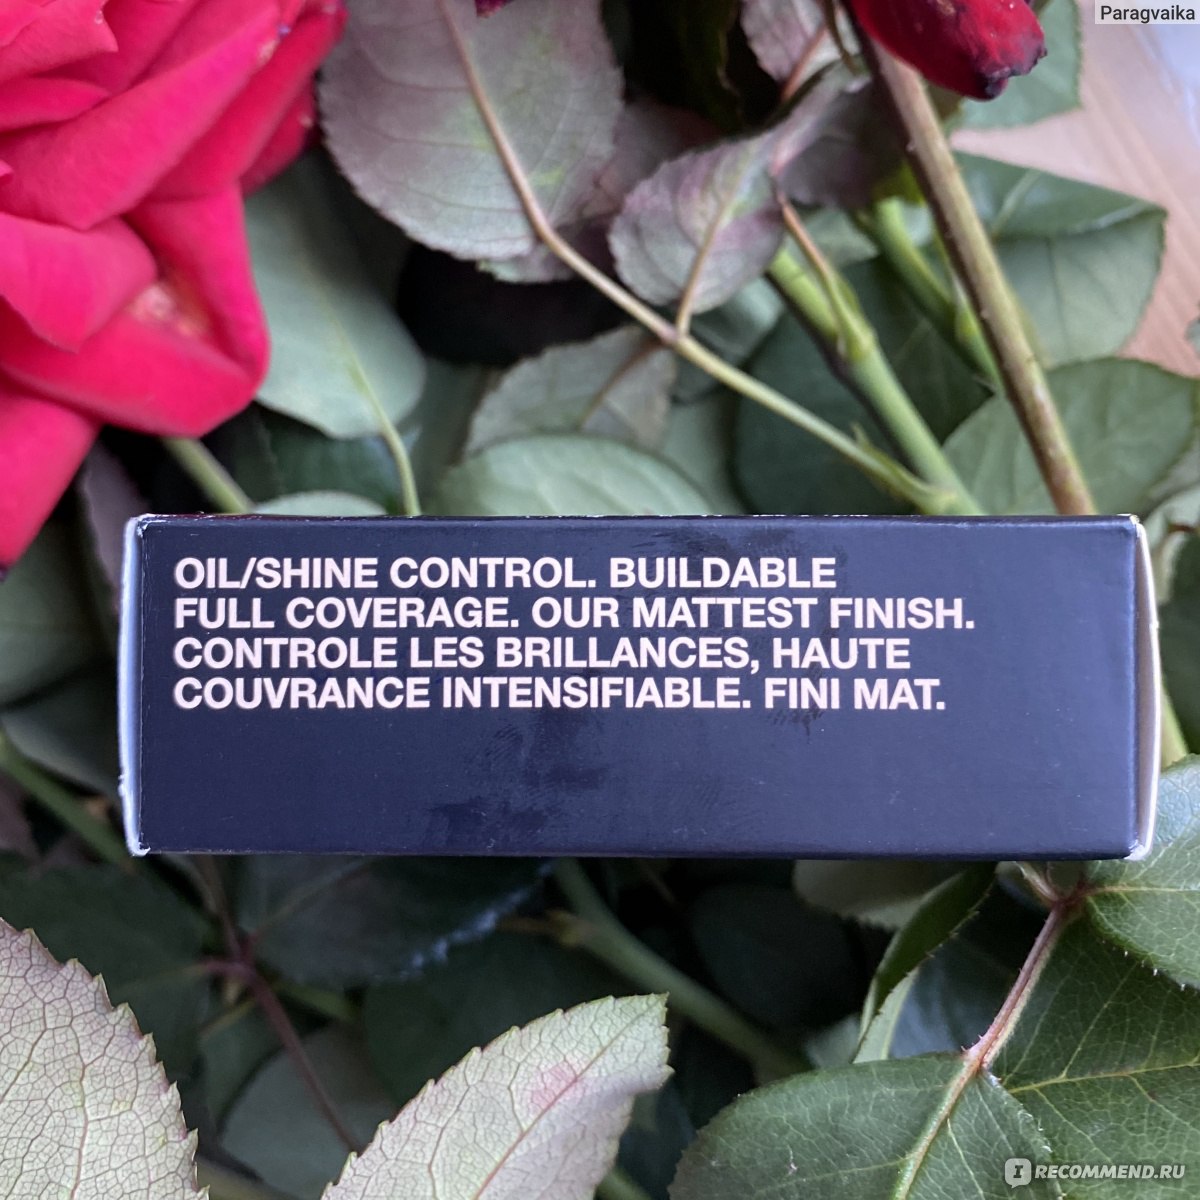 Paragvaika
OIL/SHINE CONTROL. BUILDABLE
FULL COVERAGE. OUR MATTEST FINISH.
CONTROLE LES BRILLANCES, HAUTE
COUVRANCE INTENSIFIABLE. FINI MAT.
IRECOMMEND.RU